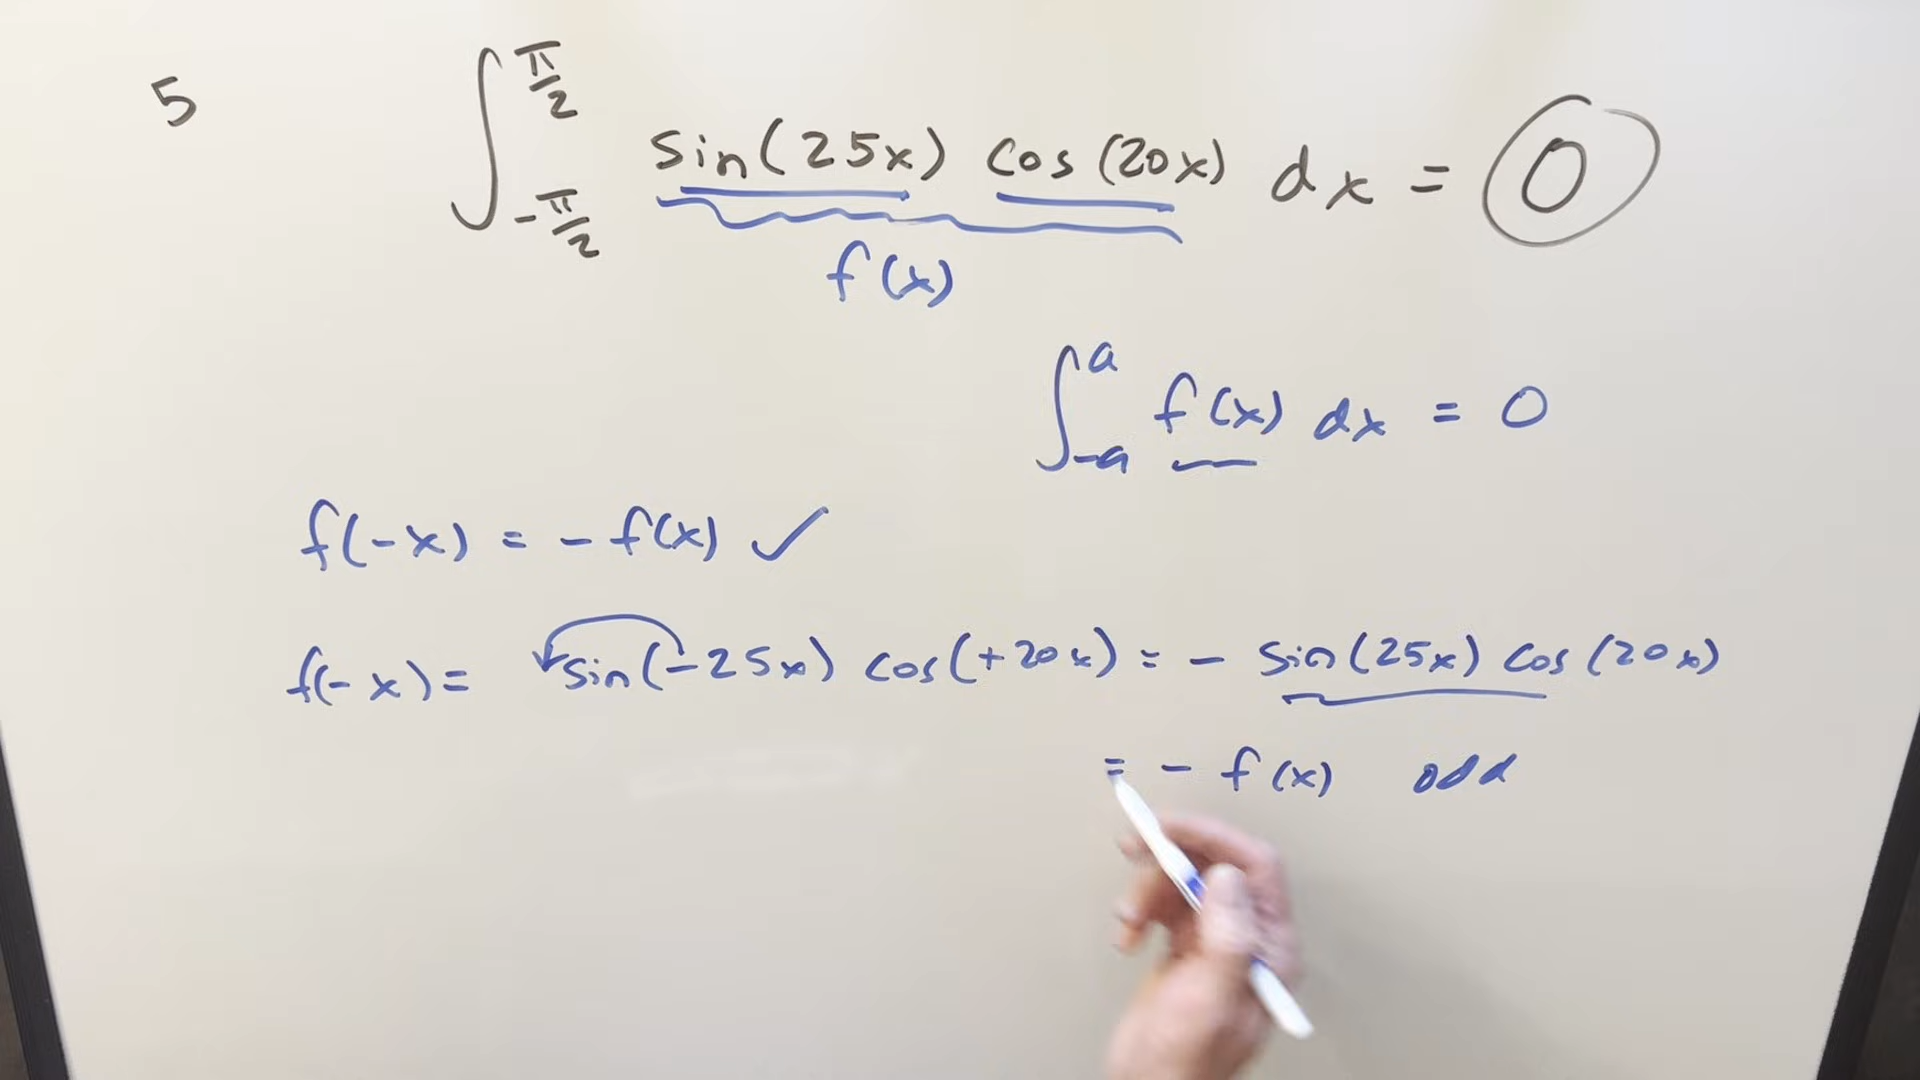 5
∫_{-π/2}^{π/2} sin(25x) cos(20x) dx = 0
f(x)
∫_{-a}^{a} f(x) dx = 0
f(-x) = -f(x) ✓
f(-x) = sin(-25x) cos(+20x) = - sin(25x) cos(20x)
= - f(x) odd